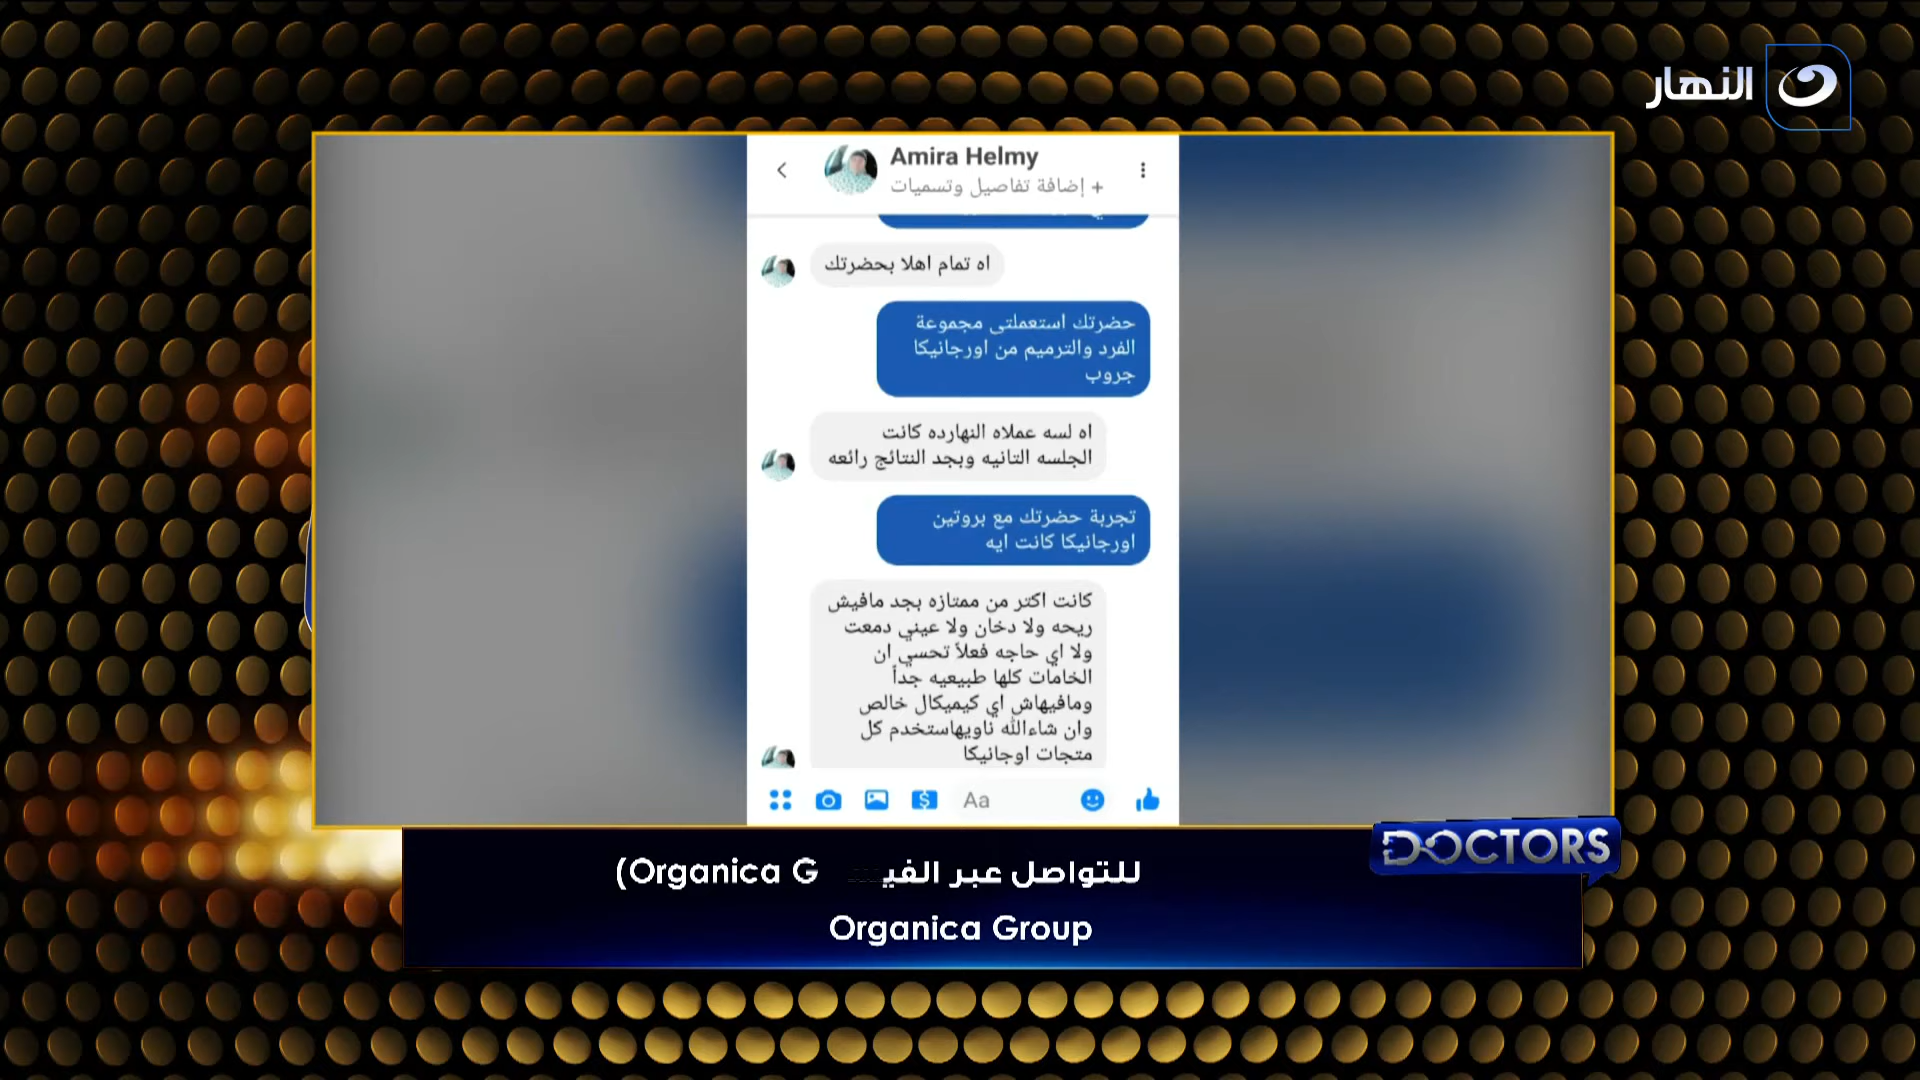 النهار
Amira Helmy
+ إضافة تفاصيل وتسميات
اه تمام اهلا بحضرتك
حضرتك استعملتى مجموعة
الفرد والترميم من اورجانيكا
جروب
اه لسه عملاه النهارده كانت
الجلسه التانيه وبجد النتائج رائعه
تجربة حضرتك مع بروتين
اورجانيكا كانت ايه
كانت اكتر من ممتازه بجد مافيش
ريحه ولا دخان ولا عيني دمعت
ولا اي حاجه فعلاً تحسي ان
الخامات كلها طبيعيه جداً
ومافيهاش اي كيميكال خالص
وان شاءالله ناويهاستخدم كل
متجات اوجانيكا
Aa
DOCTORS
للتواصل عبر (Organica G
Organica Group